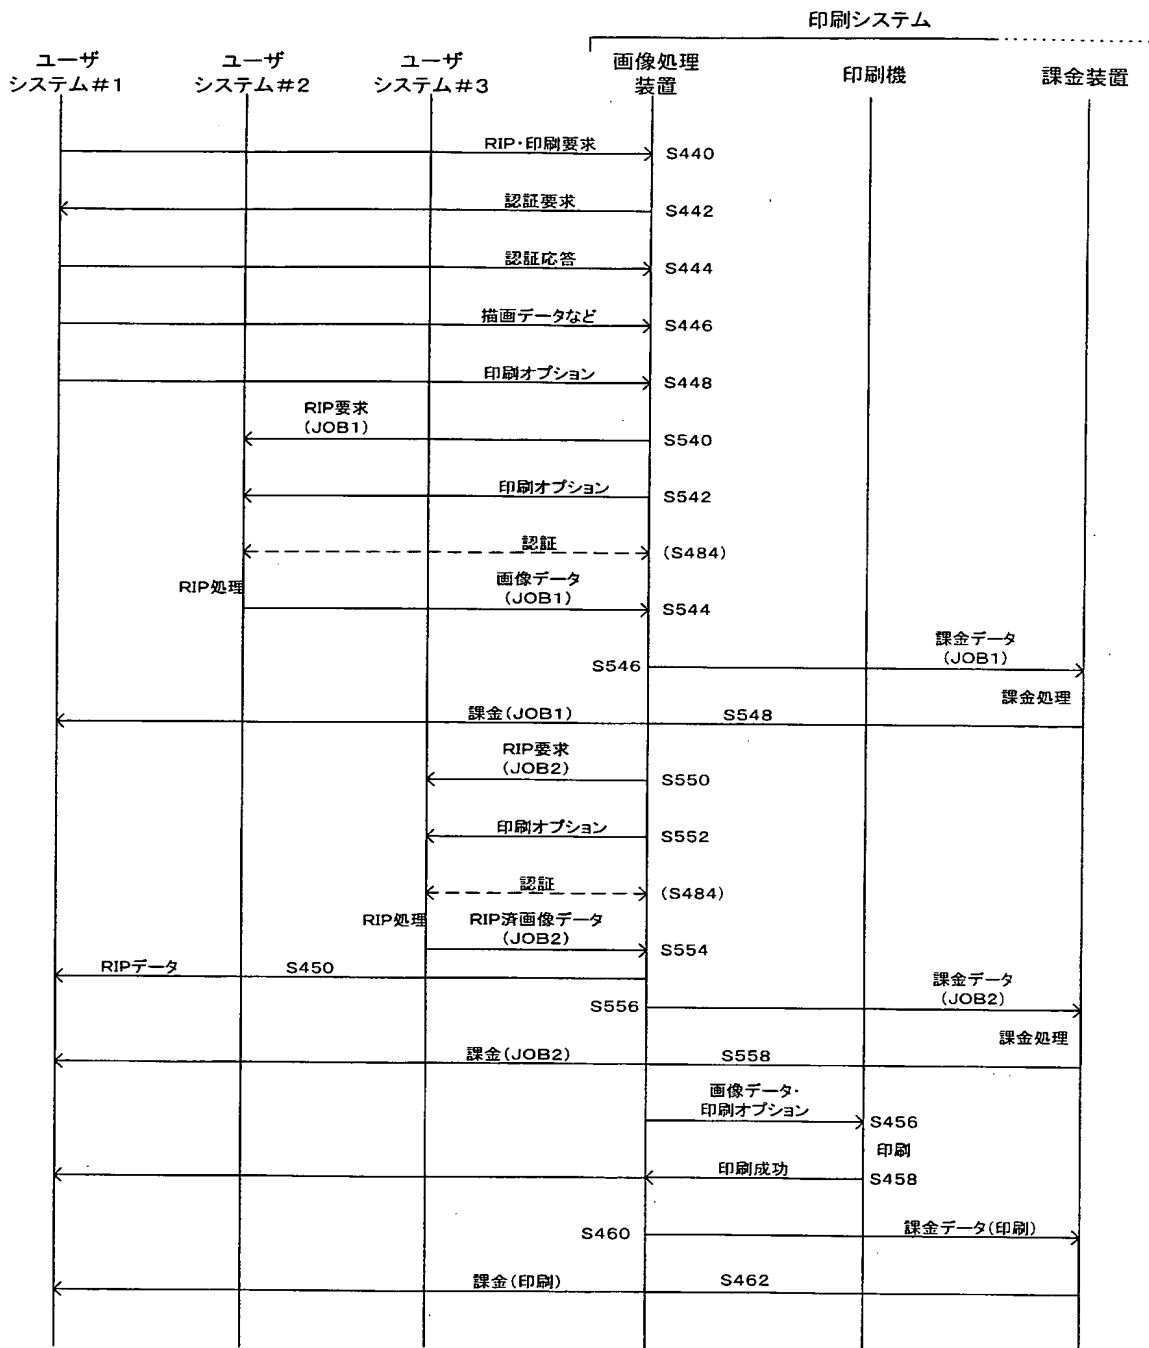 印刷システム
ユーザ
システム#1
ユーザ
システム#2
ユーザ
システム#3
画像処理
装置
印刷機
課金装置
RIP・印刷要求
S440
認証要求
S442
認証応答
S444
描画データなど
S446
印刷オプション
S448
RIP要求
(JOB1)
S540
印刷オプション
S542
認証
(S484)
RIP処理
画像データ
(JOB1)
S544
S546
課金データ
(JOB1)
課金処理
課金(JOB1)
S548
RIP要求
(JOB2)
S550
印刷オプション
S552
認証
(S484)
RIP処理
RIP済画像データ
(JOB2)
S554
RIPデータ
S450
S556
課金データ
(JOB2)
課金処理
課金(JOB2)
S558
画像データ・
印刷オプション
S456
印刷
印刷成功
S458
S460
課金データ(印刷)
課金(印刷)
S462